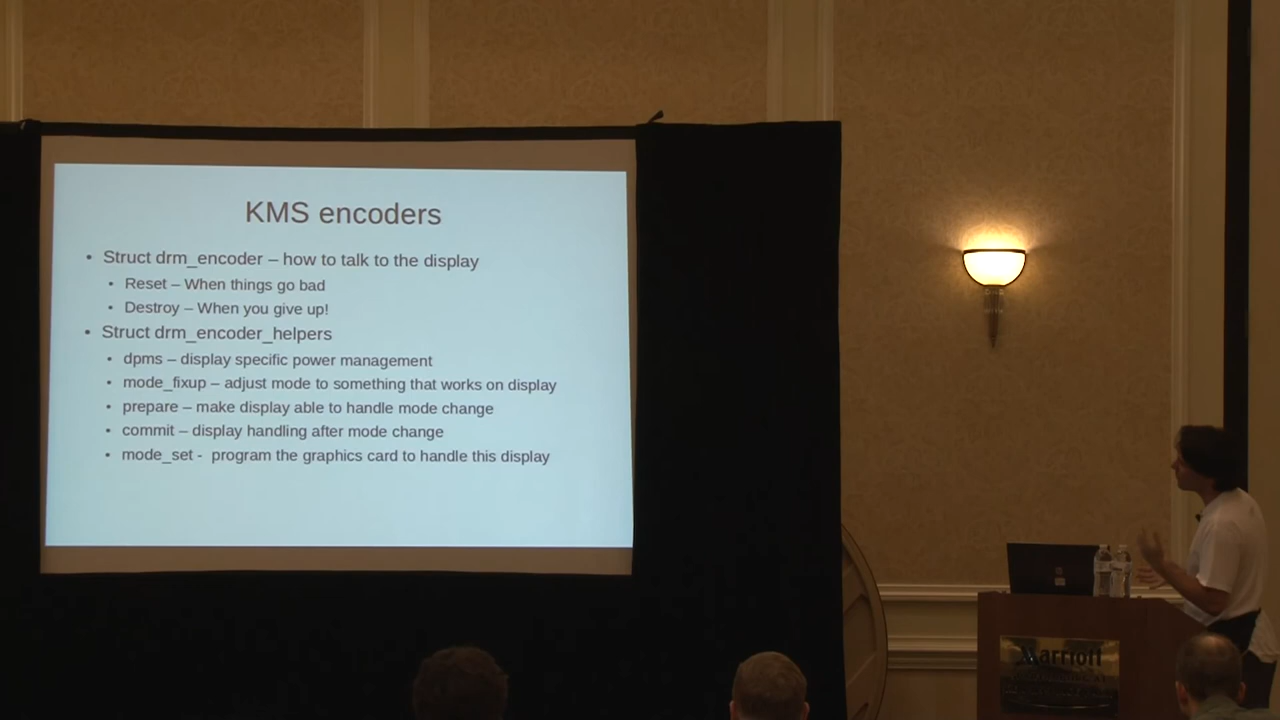 KMS encoders
• Struct drm_encoder – how to talk to the display
• Reset – When things go bad
• Destroy – When you give up!
• Struct drm_encoder_helpers
• dpms – display specific power management
• mode_fixup – adjust mode to something that works on display
• prepare – make display able to handle mode change
• commit – display handling after mode change
• mode_set -  program the graphics card to handle this display
Marriott